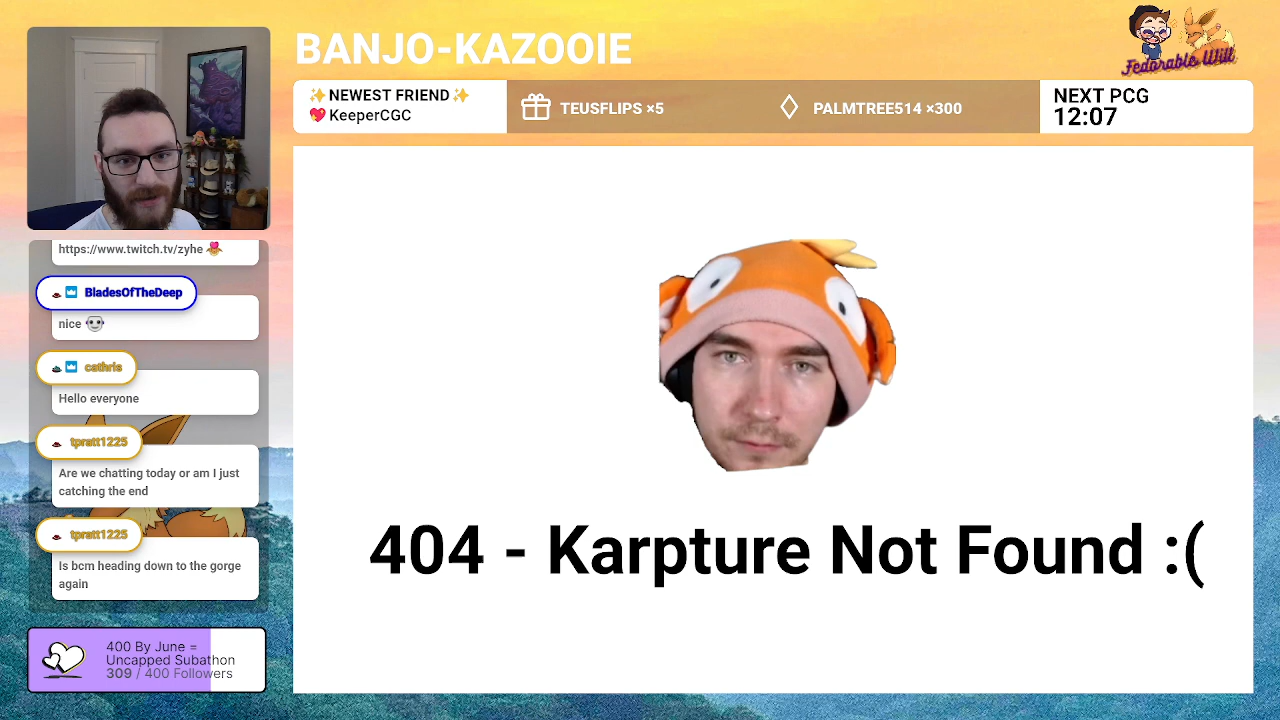 BANJO-KAZOOIE
Fedorable Will
✨NEWEST FRIEND✨
💖KeeperCGC
TEUSFLIPS ×5
PALMTREE514 ×300
NEXT PCG
12:07
https://www.twitch.tv/zyhe
BladesOfTheDeep
nice
cathris
Hello everyone
tpratt1225
Are we chatting today or am I just
catching the end
tpratt1225
Is bcm heading down to the gorge
again
400 By June =
Uncapped Subathon
309 / 400 Followers
404 - Karpture Not Found :(